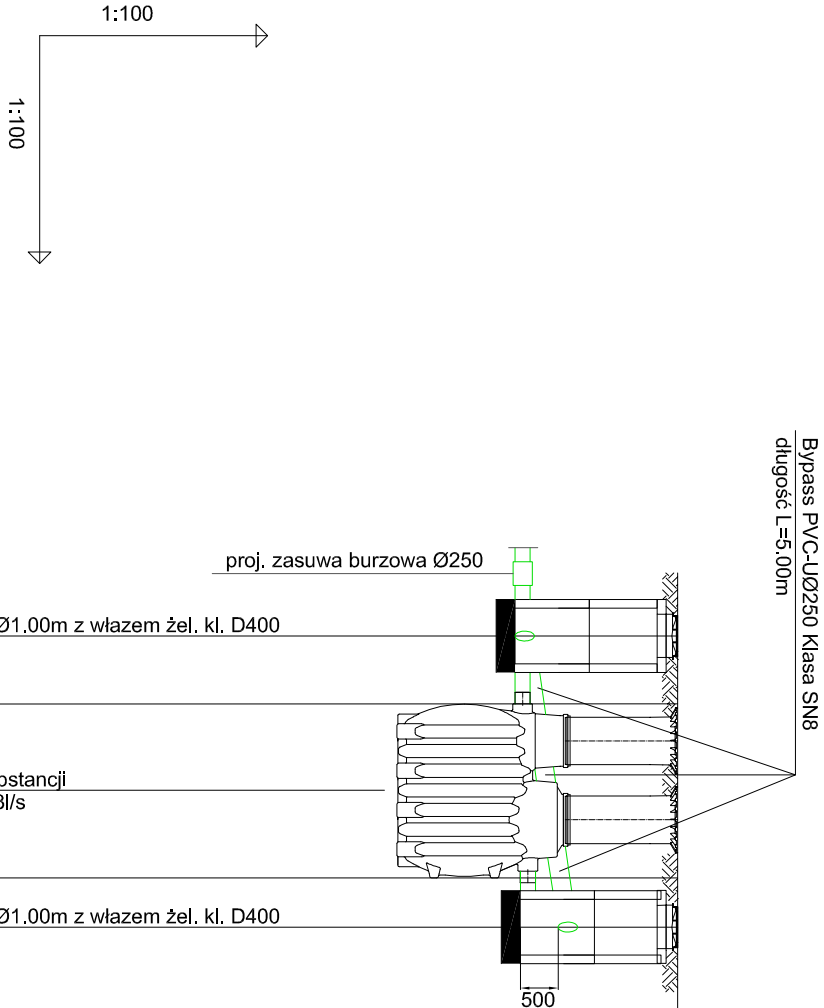 1:100
1:100
Bypass PVC-UØ250 Klasa SN8
długość L=5.00m
proj. zasuwa burzowa Ø250
Ø1.00m z włazem żel. kl. D400
bstancji
l/s
Ø1.00m z włazem żel. kl. D400
500